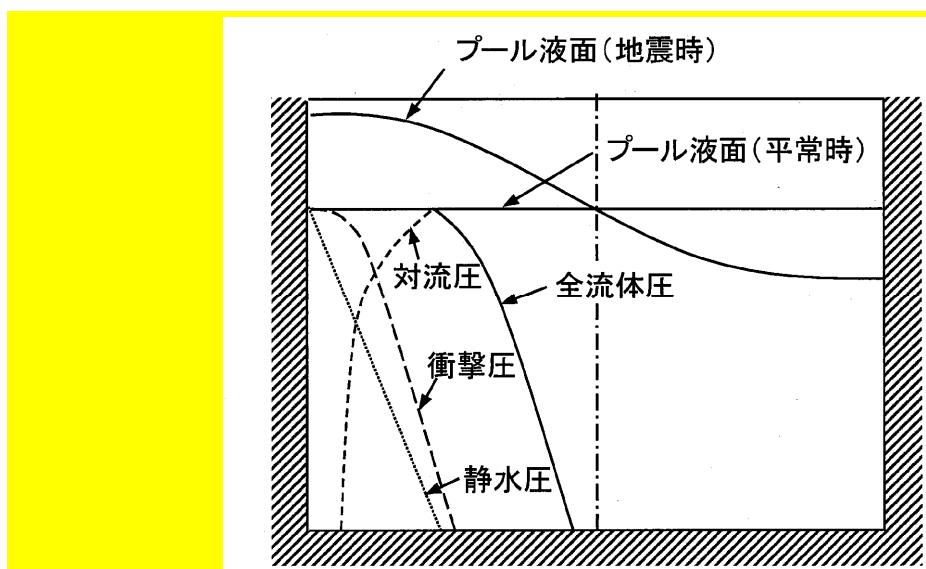 プール液面(地震時)
プール液面(平常時)
対流圧
全流体圧
衝撃圧
静水圧